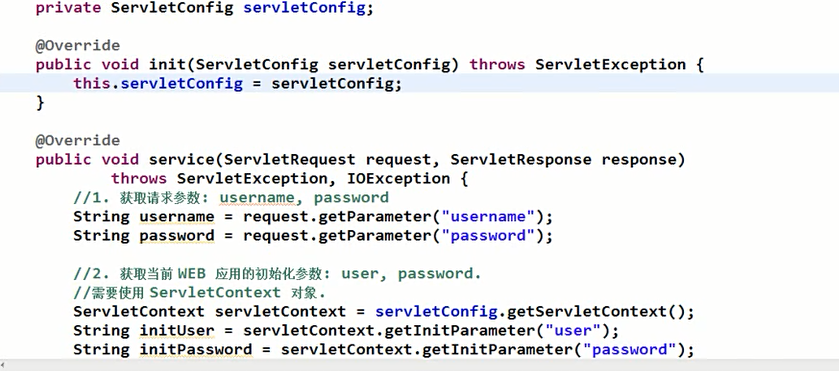 private ServletConfig servletConfig;
@Override
public void init(ServletConfig servletConfig) throws ServletException {
this.servletConfig = servletConfig;
}
@Override
public void service(ServletRequest request, ServletResponse response)
throws ServletException, IOException {
//1. 获取请求参数: username, password
String username = request.getParameter("username");
String password = request.getParameter("password");
//2. 获取当前 WEB 应用的初始化参数: user, password.
//需要使用 ServletContext 对象.
ServletContext servletContext = servletConfig.getServletContext();
String initUser = servletContext.getInitParameter("user");
String initPassword = servletContext.getInitParameter("password");